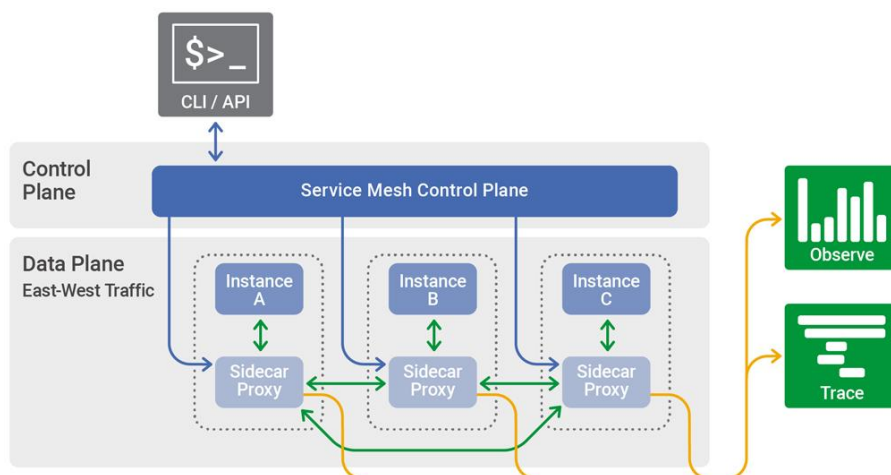 $>_
CLI / API
Control
Plane
Service Mesh Control Plane
Data Plane
East-West Traffic
Instance
A
Instance
B
Instance
C
Sidecar
Proxy
Sidecar
Proxy
Sidecar
Proxy
Observe
Trace